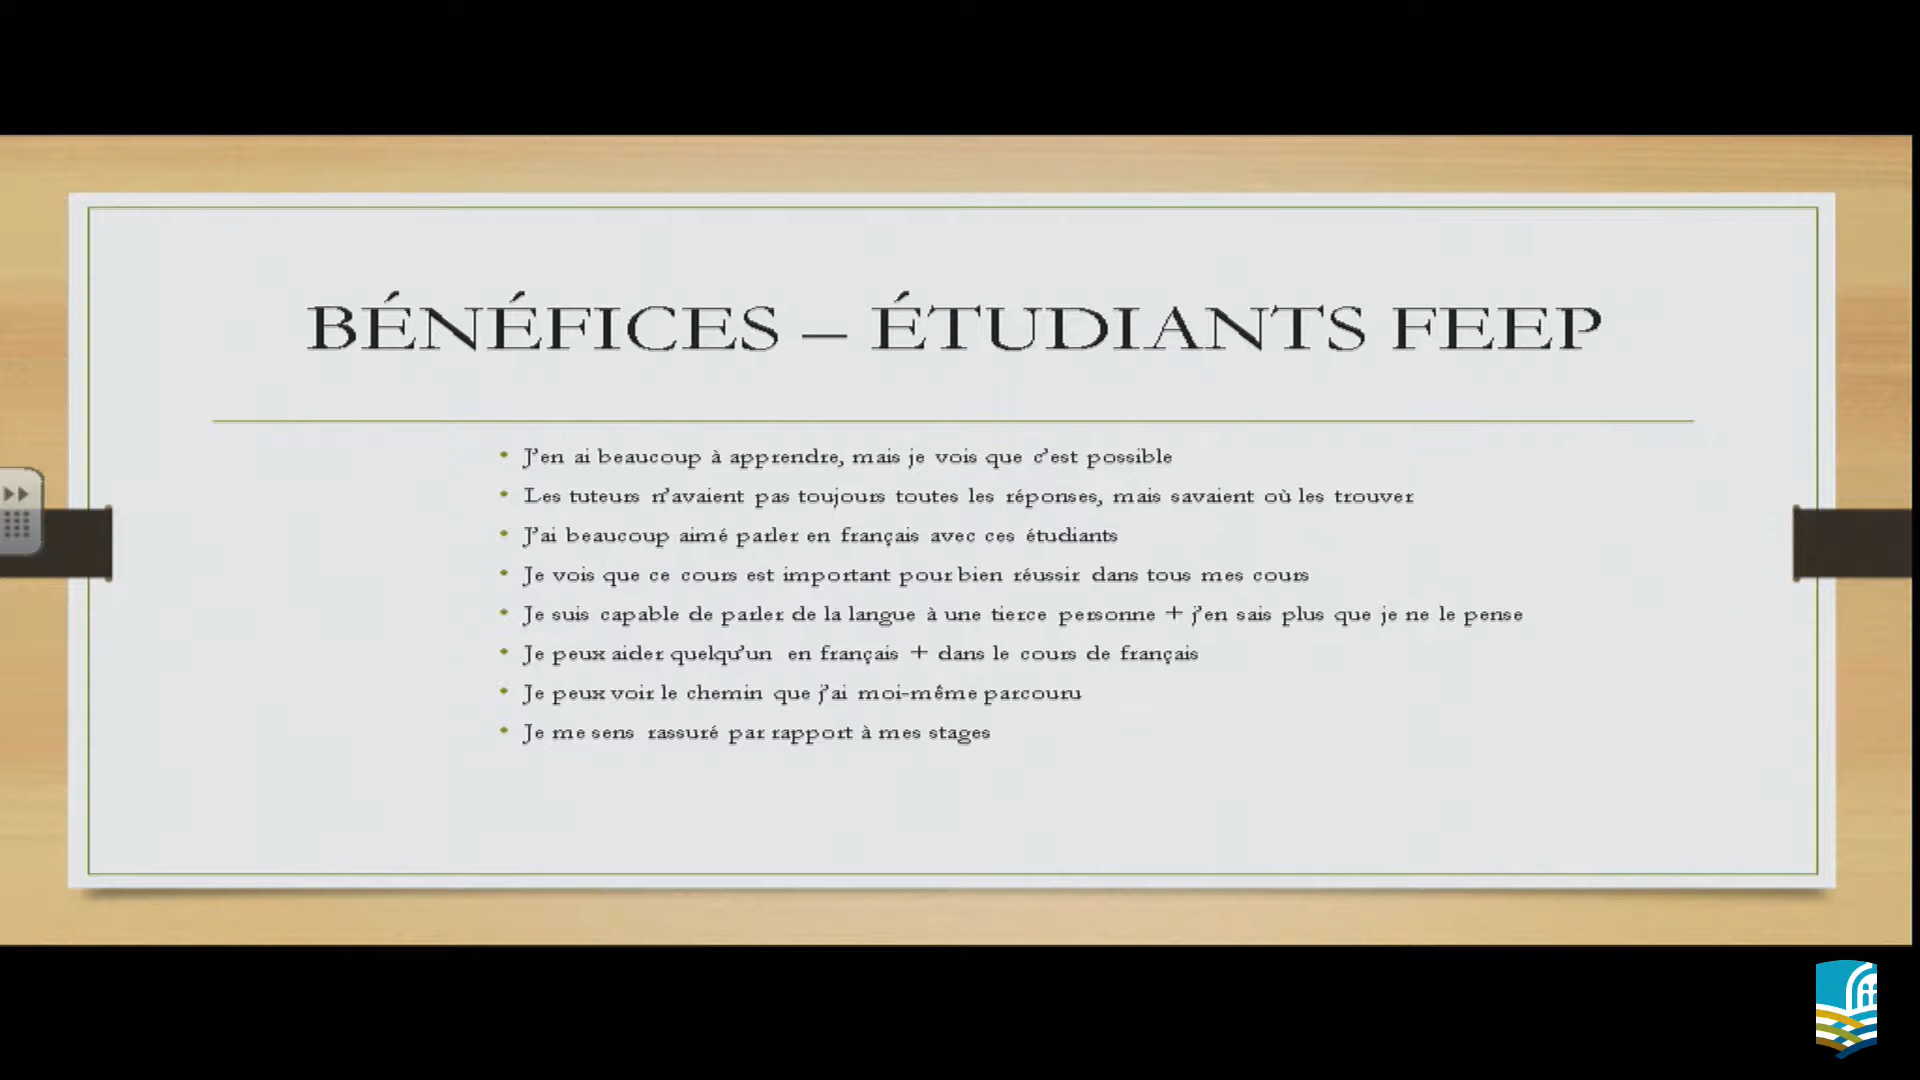 BÉNÉFICES – ÉTUDIANTS FEEP
• J'en ai beaucoup à apprendre, mais je vois que c'est possible
• Les tuteurs n'avaient pas toujours toutes les réponses, mais savaient où les trouver
• J'ai beaucoup aimé parler en français avec ces étudiants
• Je vois que ce cours est important pour bien réussir dans tous mes cours
• Je suis capable de parler de la langue à une tierce personne + j'en sais plus que je ne le pense
• Je peux aider quelqu'un en français + dans le cours de français
• Je peux voir le chemin que j'ai moi-même parcouru
• Je me sens rassuré par rapport à mes stages